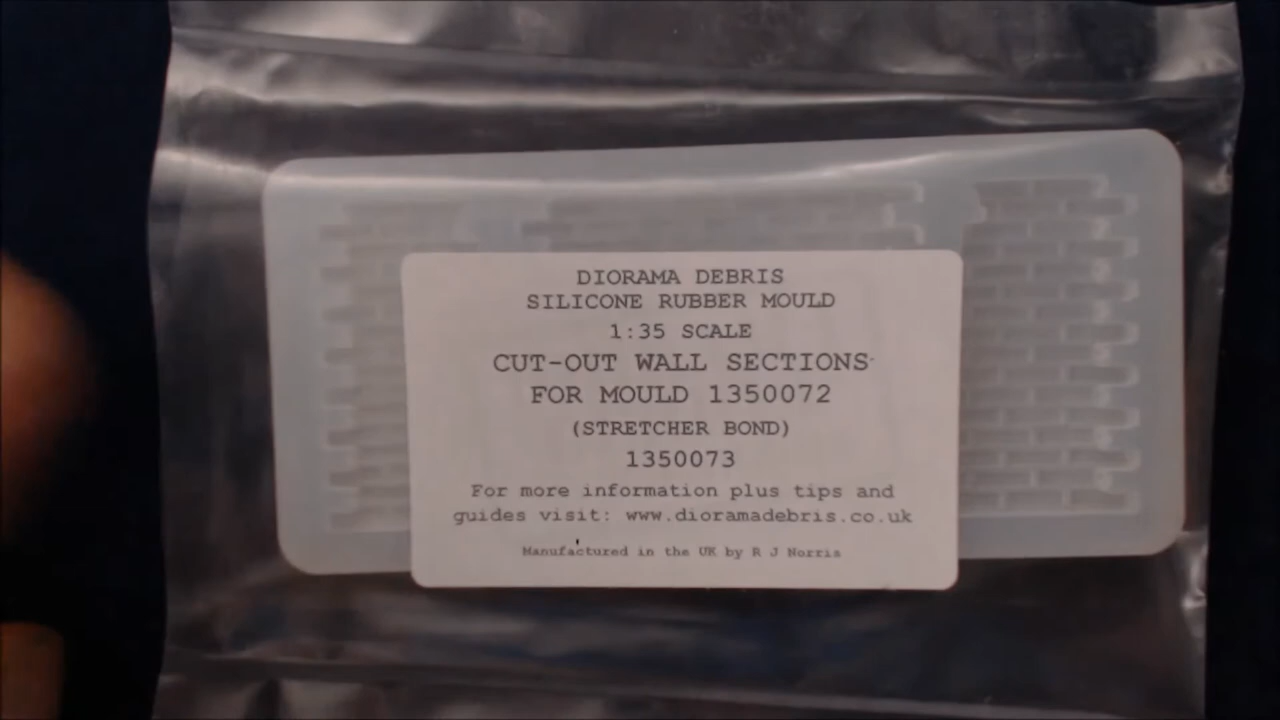 DIORAMA DEBRIS
SILICONE RUBBER MOULD
1:35 SCALE
CUT-OUT WALL SECTIONS
FOR MOULD 1350072
(STRETCHER BOND)
1350073
For more information plus tips and
guides visit: www.dioramadebris.co.uk
Manufactured in the UK by R J Norris